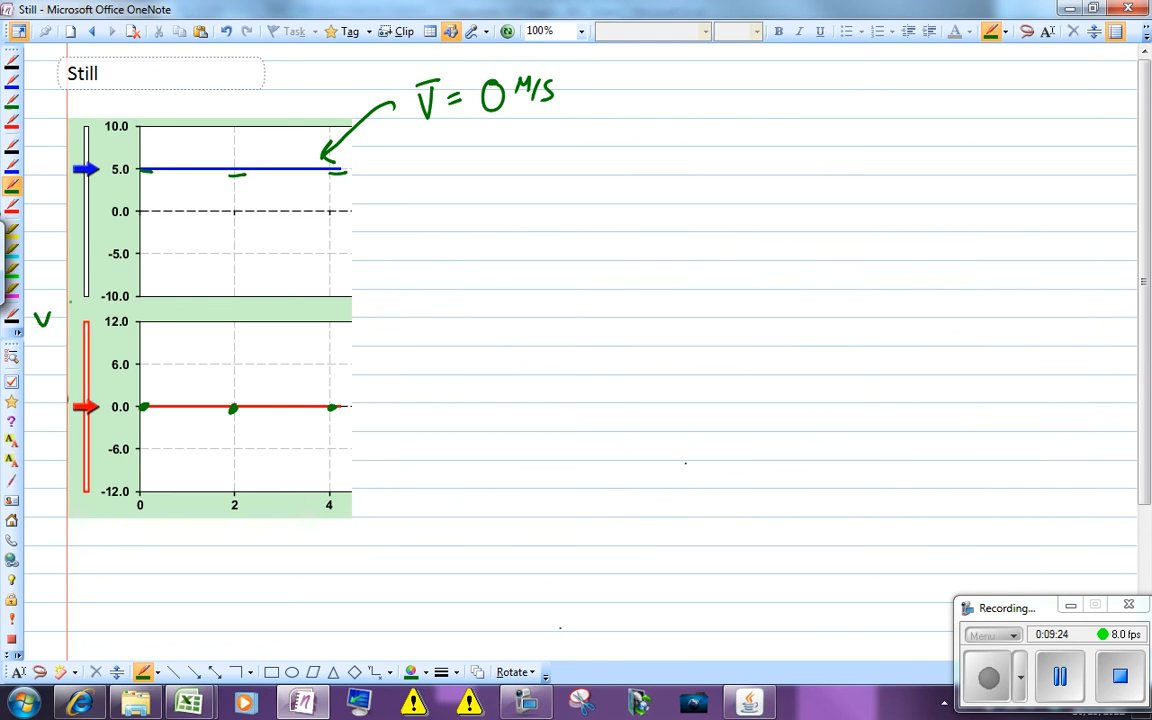 Still - Microsoft Office OneNote
Task Tag Clip 100% B I U A
Still
V̄ = 0 M/S
10.0
5.0
0.0
-5.0
-10.0
V
12.0
6.0
0.0
-6.0
-12.0
0 2 4
Recording...
Menu 0:09:24 8.0 fps
Rotate